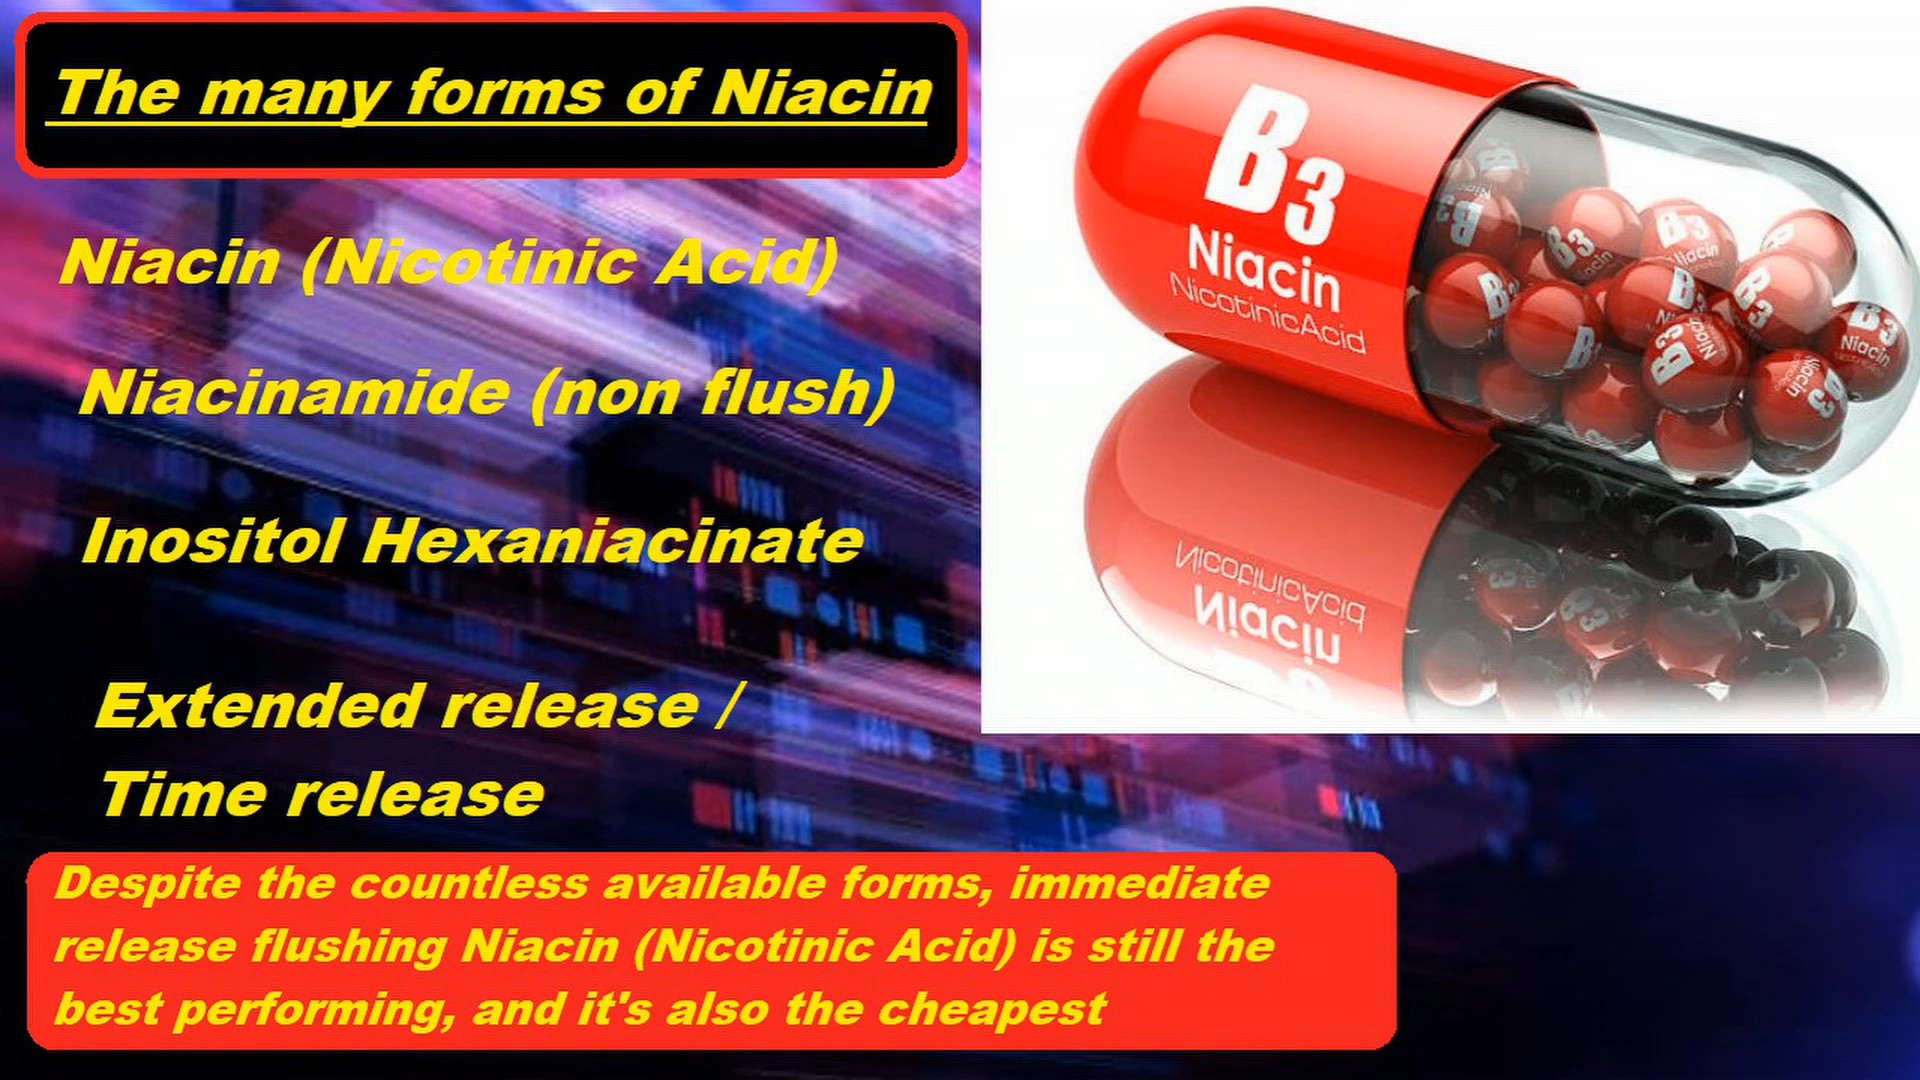 The many forms of Niacin
Niacin (Nicotinic Acid)
Niacinamide (non flush)
Inositol Hexaniacinate
Extended release /
Time release
Despite the countless available forms, immediate
release flushing Niacin (Nicotinic Acid) is still the
best performing, and it's also the cheapest
B3
Niacin
NicotinicAcid